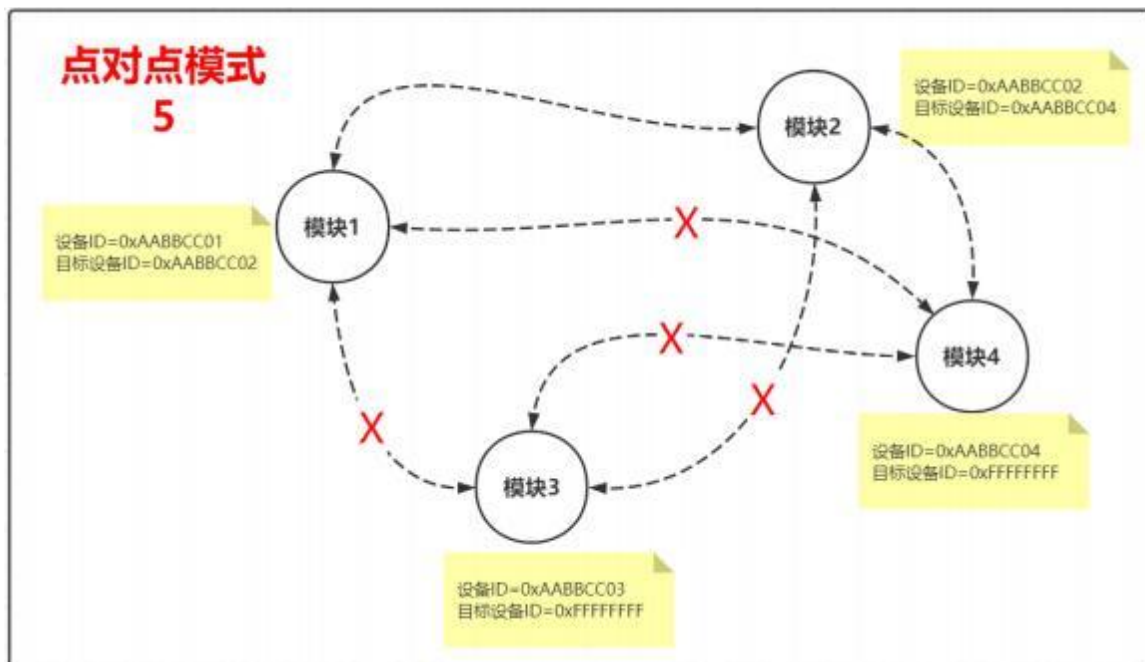 点对点模式
5
设备ID=0xAABBCC02
目标设备ID=0xAABBCC04
模块2
模块1
X
设备ID=0xAABBCC01
目标设备ID=0xAABBCC02
X
模块4
X
X
设备ID=0xAABBCC04
目标设备ID=0xFFFFFFFF
模块3
设备ID=0xAABBCC03
目标设备ID=0xFFFFFFFF